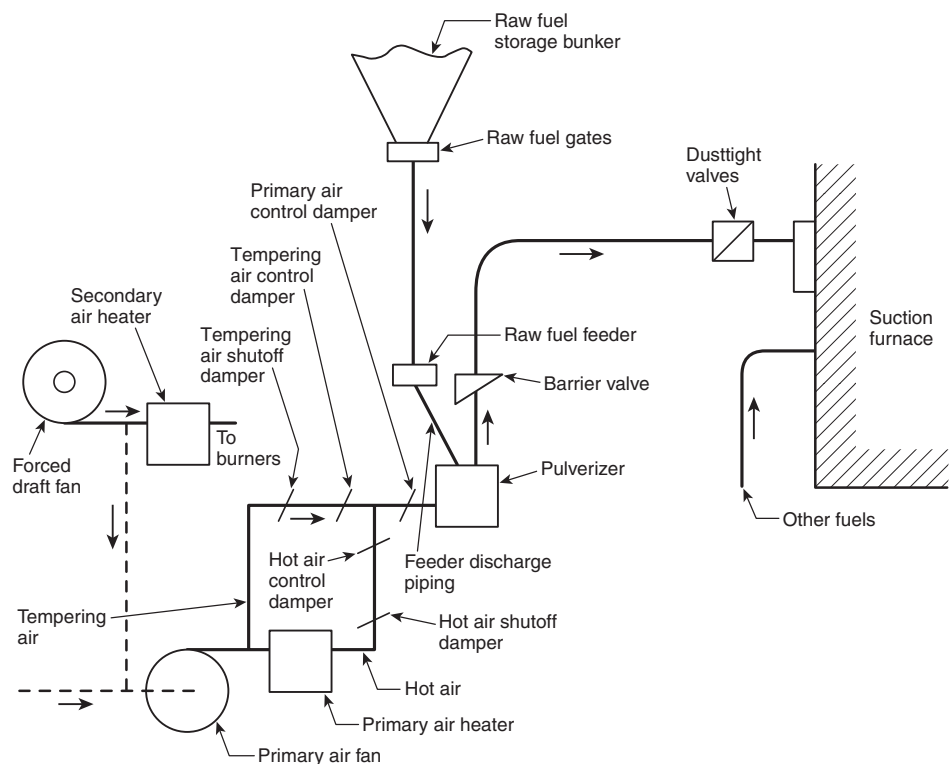 Raw fuel
storage bunker
Raw fuel gates
Dusttight
valves
Primary air
control damper
Tempering
air control
damper
Secondary
air heater
Tempering
air shutoff
damper
Raw fuel feeder
Suction
furnace
Barrier valve
To
burners
Forced
draft fan
Pulverizer
Other fuels
Hot air
control
damper
Feeder discharge
piping
Tempering
air
Hot air shutoff
damper
Hot air
Primary air heater
Primary air fan